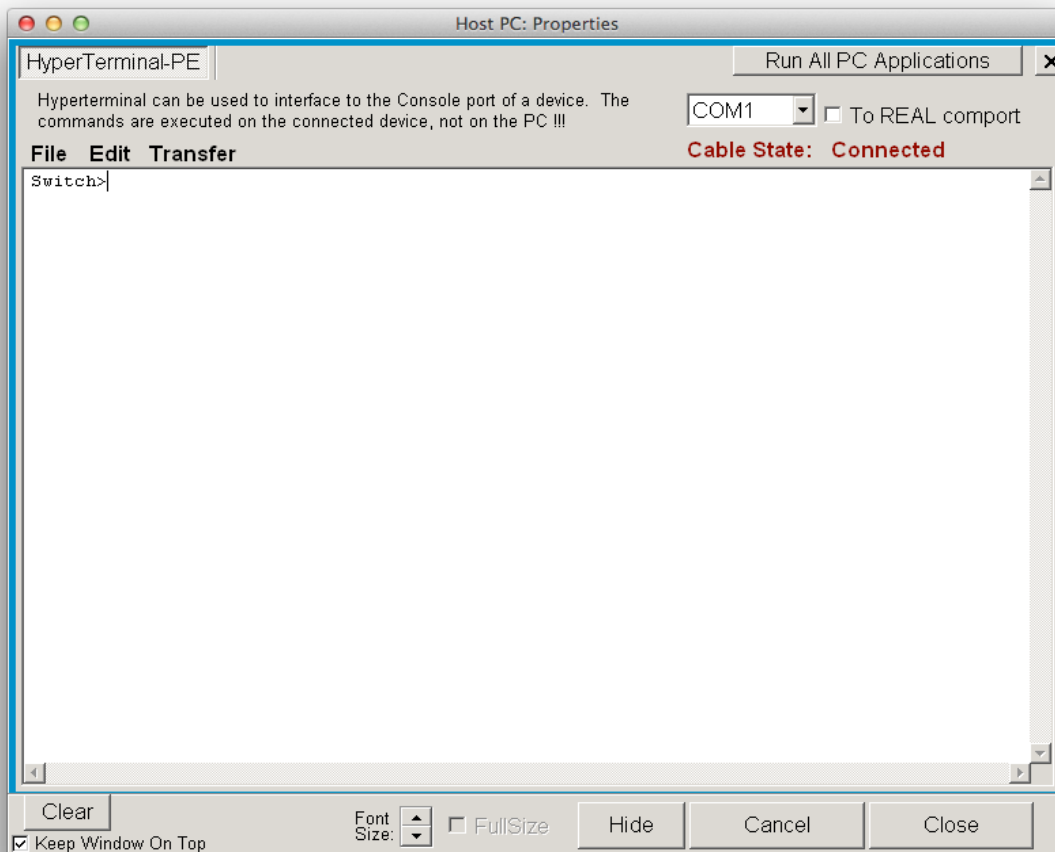 Host PC: Properties
HyperTerminal-PE
Run All PC Applications
Hyperterminal can be used to interface to the Console port of a device. The
commands are executed on the connected device, not on the PC !!!
COM1
To REAL comport
File Edit Transfer
Cable State: Connected
Switch>
Clear
Keep Window On Top
Font
Size:
FullSize
Hide
Cancel
Close